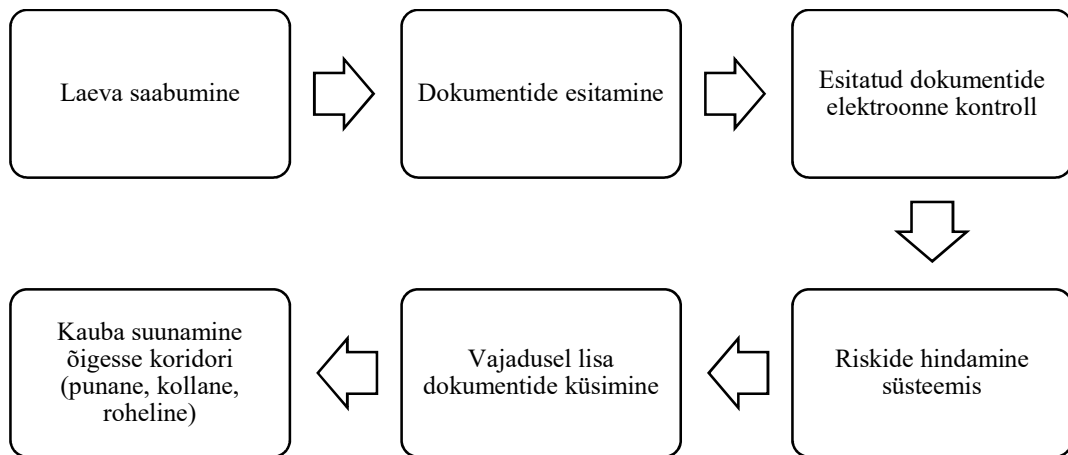 Laeva saabumine
Dokumentide esitamine
Esitatud dokumentide
elektroonne kontroll
Riskide hindamine
süsteemis
Vajadusel lisa
dokumentide küsimine
Kauba suunamine
õigesse koridori
(punane, kollane,
roheline)